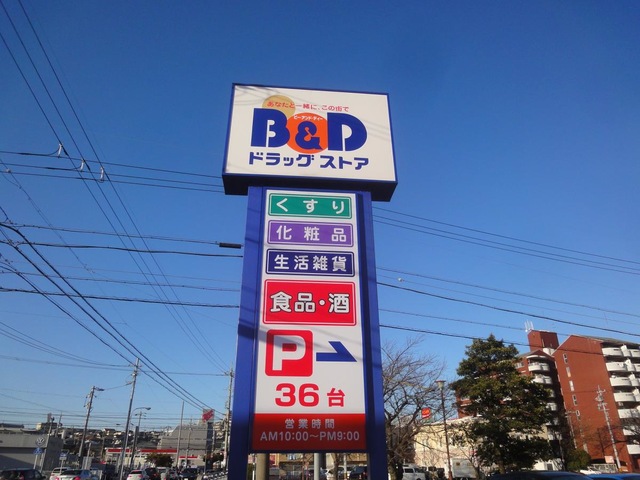 あなたと一緒に、この街で
ビーアンドディー
B&D
ドラッグストア
くすり
化粧品
生活雑貨
食品・酒
P
36台
営業時間
AM10:00～PM9:00